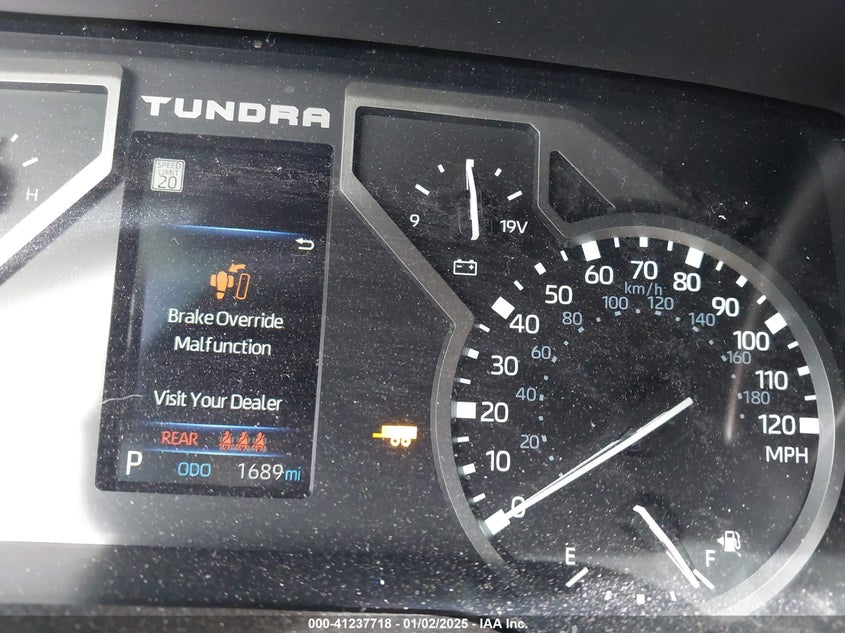 TUNDRA
SPEED
LIMIT
20
H
9
19V
Brake Override
Malfunction
Visit Your Dealer
REAR
P ODO 1689mi
0
10
20
30
40
50
60
70
80
90
100
110
120
MPH
km/h
20
40
60
80
100
120
140
160
180
E
F
000-41237718 - 01/02/2025 - IAA Inc.